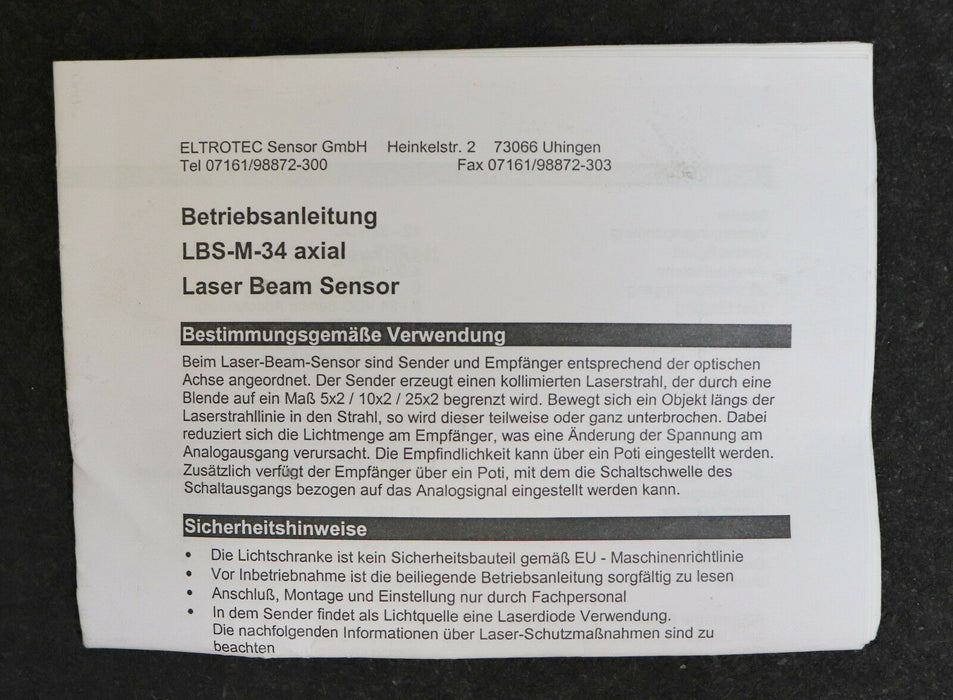 ELTROTEC Sensor GmbH Heinkelstr. 2 73066 Uhingen
Tel 07161/98872-300 Fax 07161/98872-303
Betriebsanleitung
LBS-M-34 axial
Laser Beam Sensor
Bestimmungsgemäße Verwendung
Beim Laser-Beam-Sensor sind Sender und Empfänger entsprechend der optischen
Achse angeordnet. Der Sender erzeugt einen kollimierten Laserstrahl, der durch eine
Blende auf ein Maß 5x2 / 10x2 / 25x2 begrenzt wird. Bewegt sich ein Objekt längs der
Laserstrahllinie in den Strahl, so wird dieser teilweise oder ganz unterbrochen. Dabei
reduziert sich die Lichtmenge am Empfänger, was eine Änderung der Spannung am
Analogausgang verursacht. Die Empfindlichkeit kann über ein Poti eingestellt werden.
Zusätzlich verfügt der Empfänger über ein Poti, mit dem die Schaltschwelle des
Schaltausgangs bezogen auf das Analogsignal eingestellt werden kann.
Sicherheitshinweise
• Die Lichtschranke ist kein Sicherheitsbauteil gemäß EU - Maschinenrichtlinie
• Vor Inbetriebnahme ist die beiliegende Betriebsanleitung sorgfältig zu lesen
• Anschluß, Montage und Einstellung nur durch Fachpersonal
• In dem Sender findet als Lichtquelle eine Laserdiode Verwendung.
Die nachfolgenden Informationen über Laser-Schutzmaßnahmen sind zu
beachten